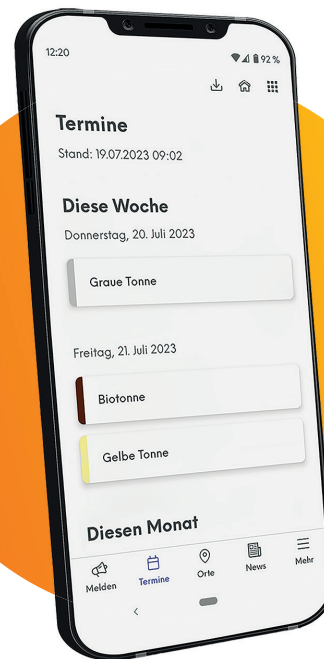 12:20
92 %
Termine
Stand: 19.07.2023 09:02
Diese Woche
Donnerstag, 20. Juli 2023
Graue Tonne
Freitag, 21. Juli 2023
Biotonne
Gelbe Tonne
Diesen Monat
Melden Termine Orte News Mehr